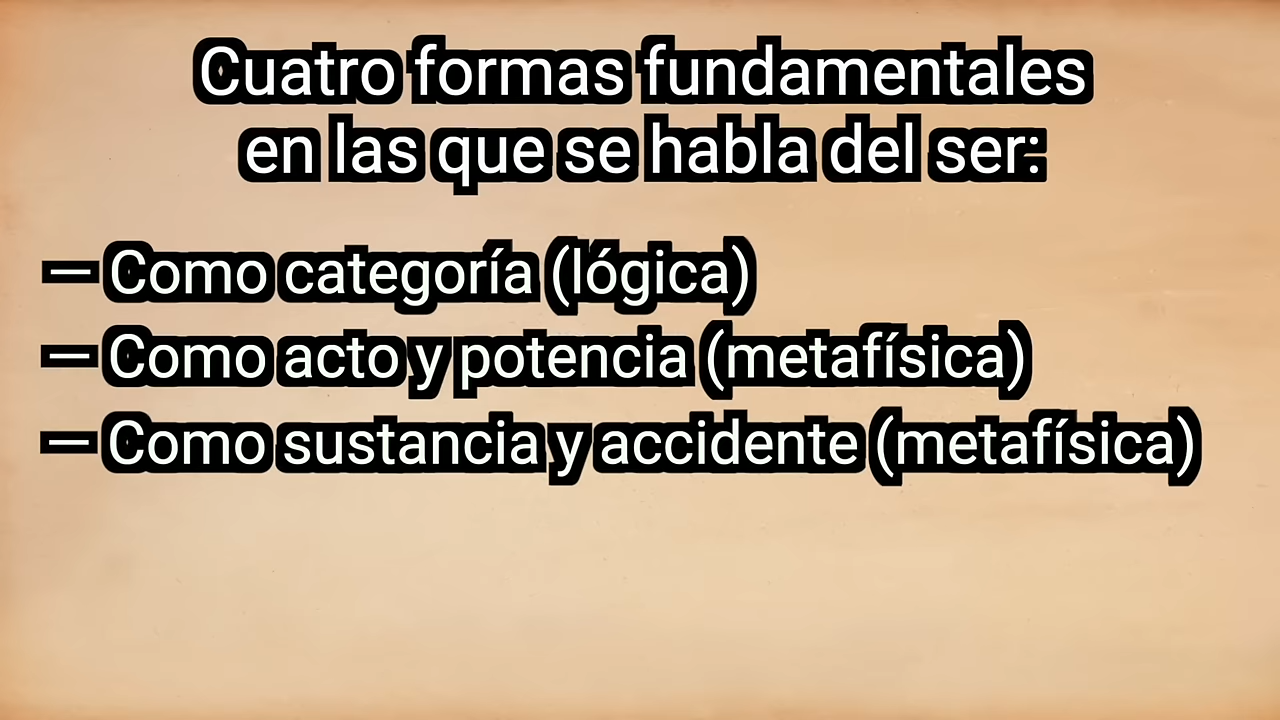 Cuatro formas fundamentales
en las que se habla del ser:
— Como categoría (lógica)
— Como acto y potencia (metafísica)
— Como sustancia y accidente (metafísica)